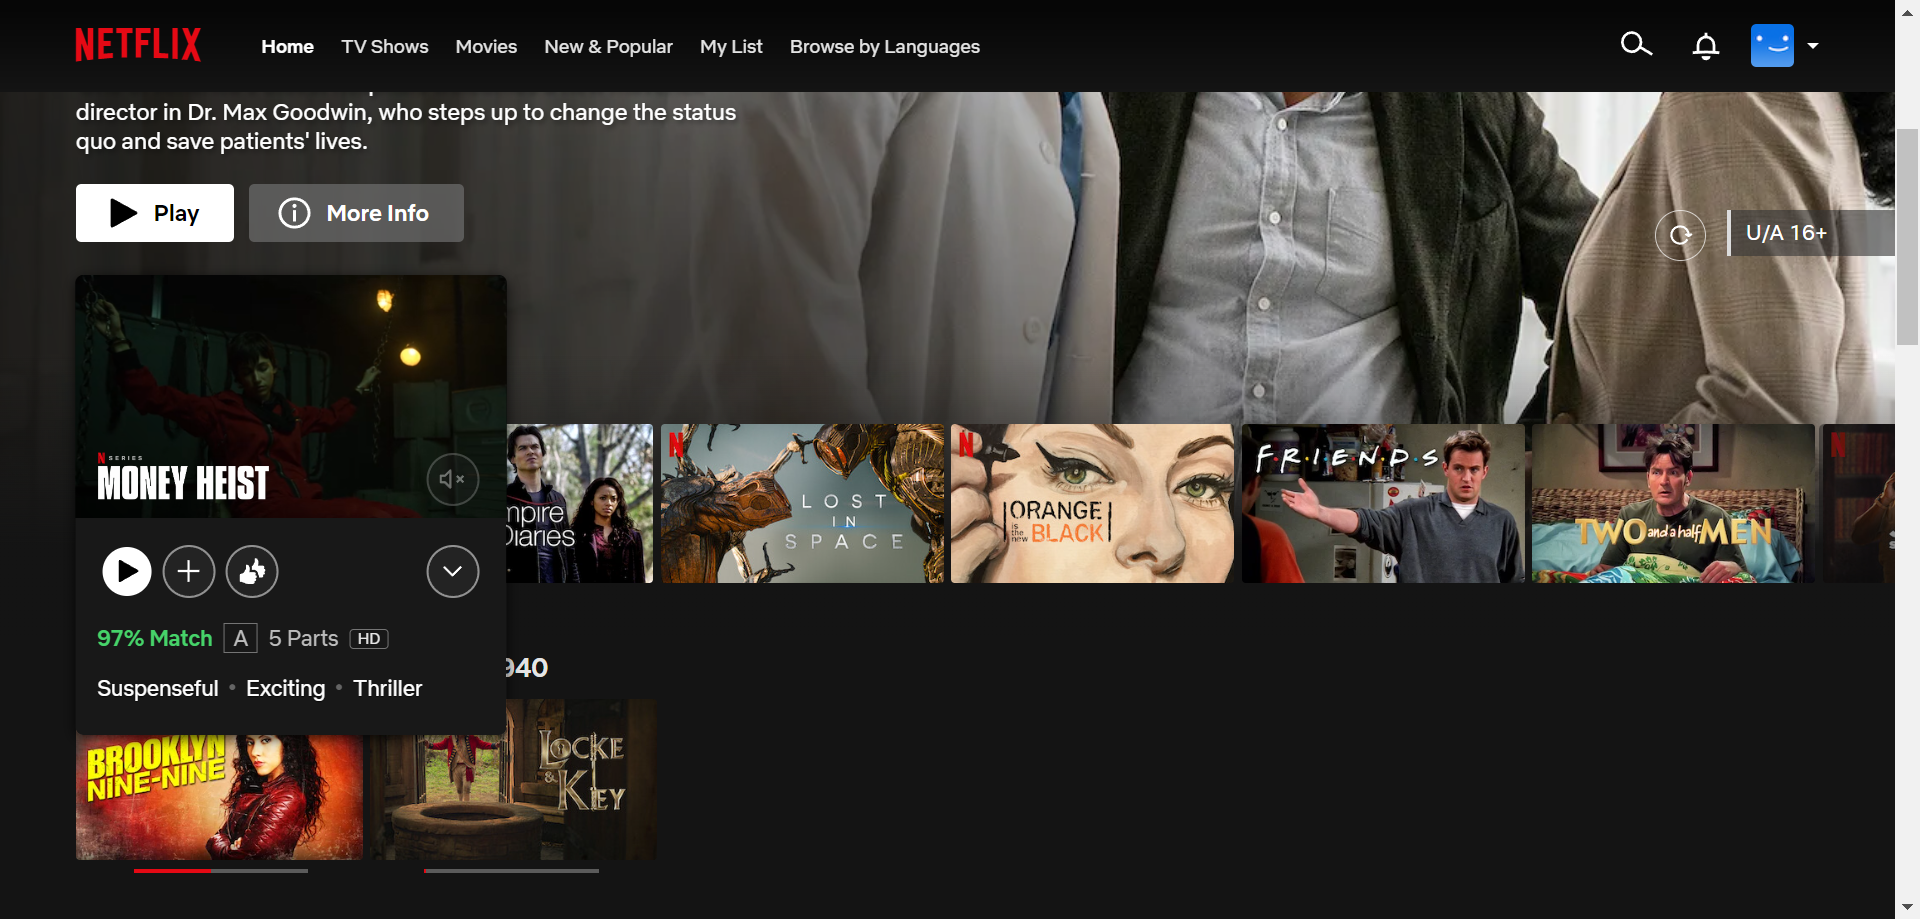 NETFLIX
Home TV Shows Movies New & Popular My List Browse by Languages
director in Dr. Max Goodwin, who steps up to change the status
quo and save patients' lives.
Play More Info
U/A 16+
N SERIES
MONEY HEIST
mpire
Diaries
N
LOST
IN
SPACE
N
ORANGE
is the new BLACK
FRIENDS
TWO and a half MEN
N
97% Match A 5 Parts HD
Suspenseful • Exciting • Thriller
940
BROOKLYN
NINE-NINE
LOCKE
& KEY